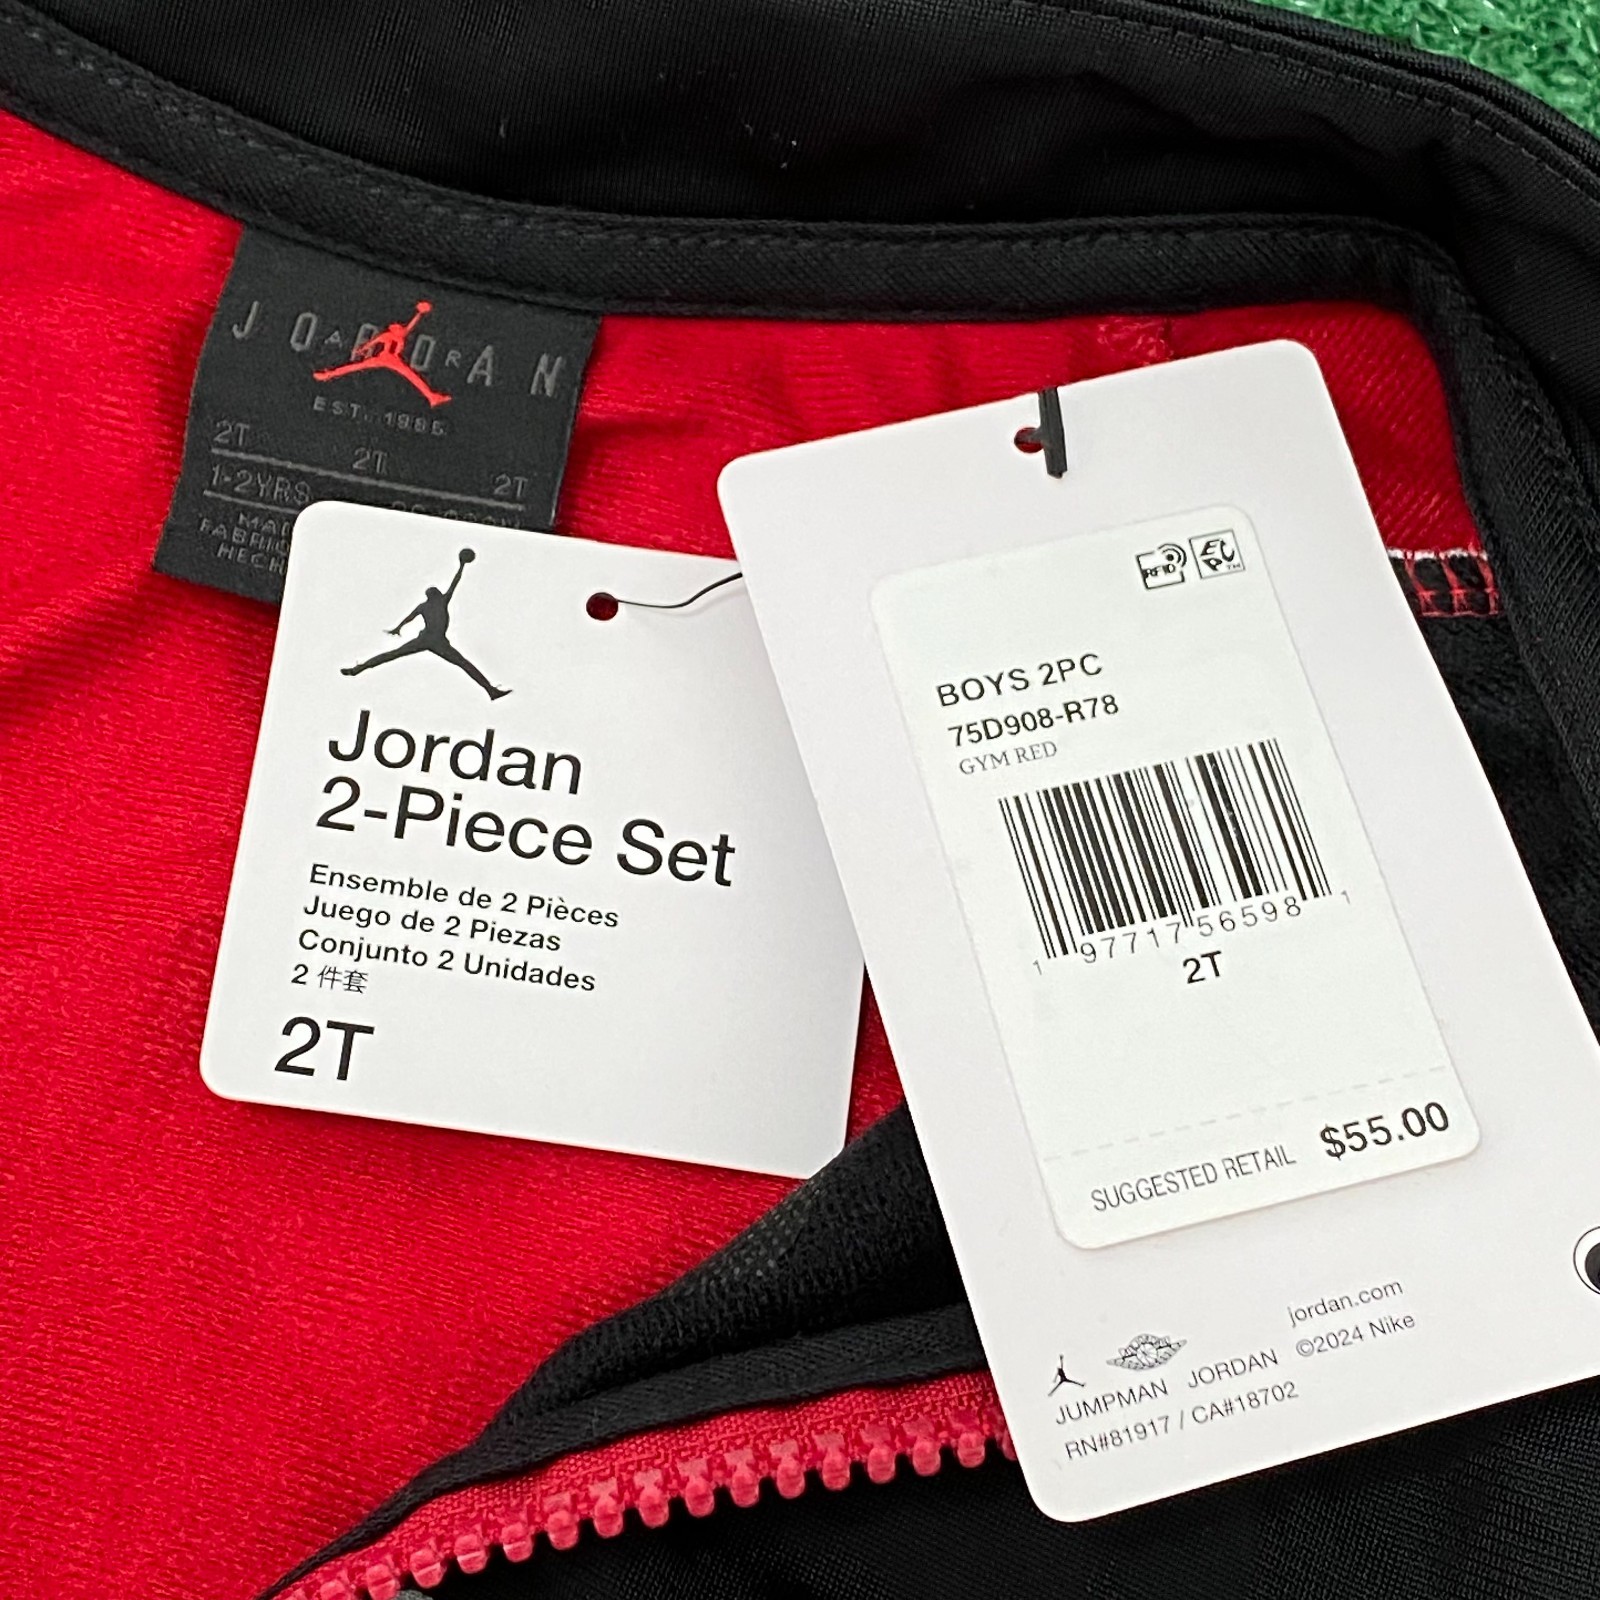 JORDAN
AIR
EST. 1985
2T
2T
2T
1-2YRS
Jordan
2-Piece Set
Ensemble de 2 Pièces
Juego de 2 Piezas
Conjunto 2 Unidades
2 件套
2T
RFID
BOYS 2PC
75D908-R78
GYM RED
1 97717 56598 1
2T
SUGGESTED RETAIL $55.00
jordan.com
JUMPMAN JORDAN ©2024 Nike
RN#81917 / CA#18702